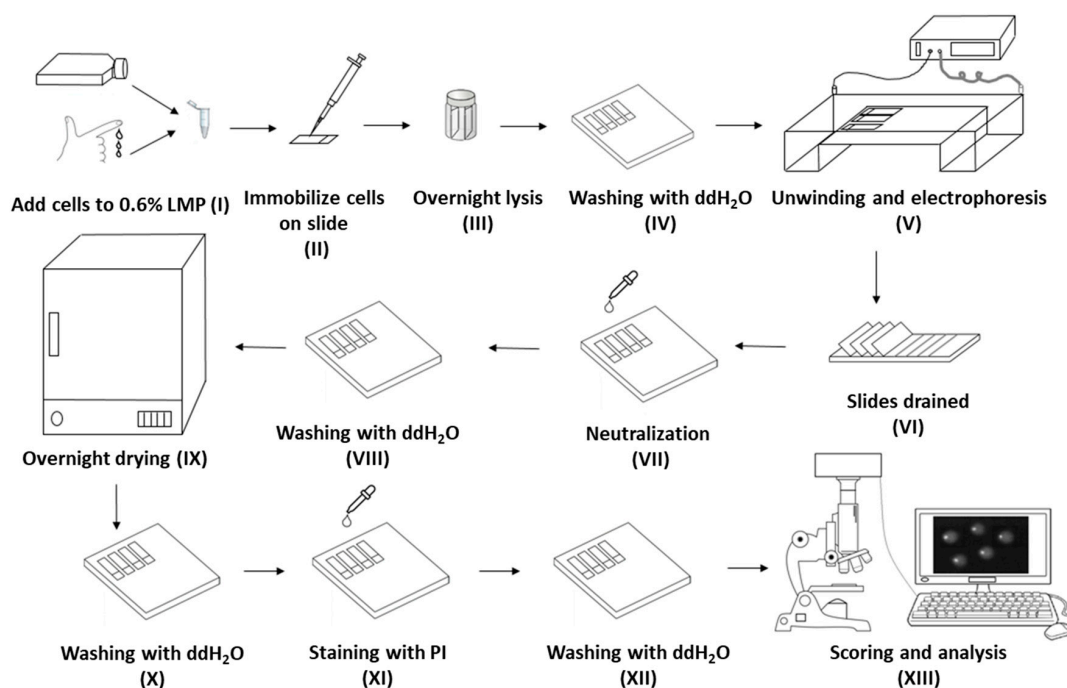 Add cells to 0.6% LMP (I)
Immobilize cells
on slide
(II)
Overnight lysis
(III)
Washing with ddH₂O
(IV)
Unwinding and electrophoresis
(V)
Slides drained
(VI)
Neutralization
(VII)
Washing with ddH₂O
(VIII)
Overnight drying (IX)
Washing with ddH₂O
(X)
Staining with PI
(XI)
Washing with ddH₂O
(XII)
Scoring and analysis
(XIII)